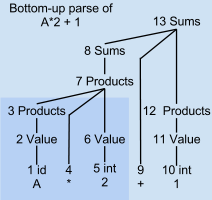 Bottom-up parse of
A*2 + 1
13 Sums
8 Sums
7 Products
3 Products
12 Products
2 Value
6 Value
11 Value
1 id
4
5 int
9
10 int
A
*
2
+
1